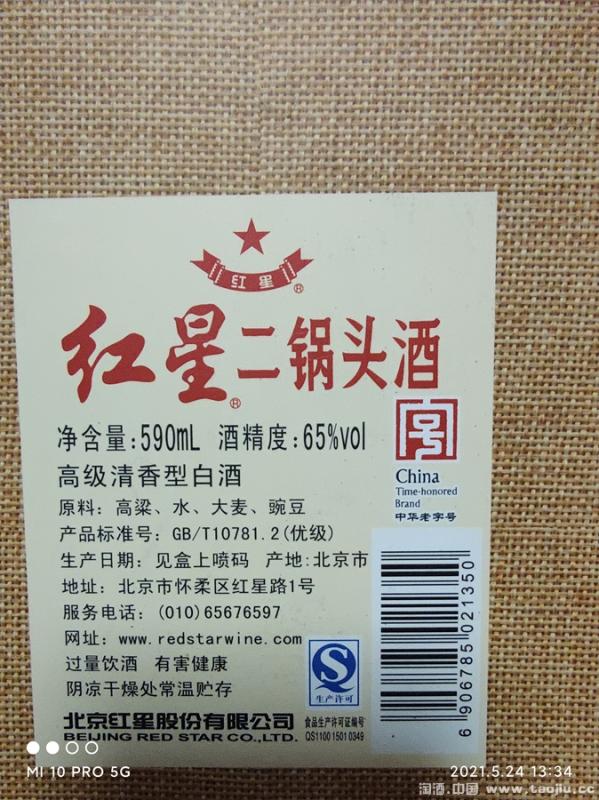 红星®
红星®二锅头酒
净含量:590mL 酒精度:65%vol
高级清香型白酒
原料: 高粱、水、大麦、豌豆
产品标准号: GB/T10781.2(优级)
生产日期: 见盒上喷码 产地:北京市
地址: 北京市怀柔区红星路1号
服务电话: (010)65676597
网址: www.redstarwine.com
过量饮酒 有害健康
阴凉干燥处常温贮存
北京红星股份有限公司
BEIJING RED STAR CO.,LTD.
China
Time-honored
Brand
中华老字号
生产许可
食品生产许可证编号
QS1100 1501 0349
6 906785 021350
MI 10 PRO 5G
2021.5.24 13:34
淘酒.中国 www.taojiu.com